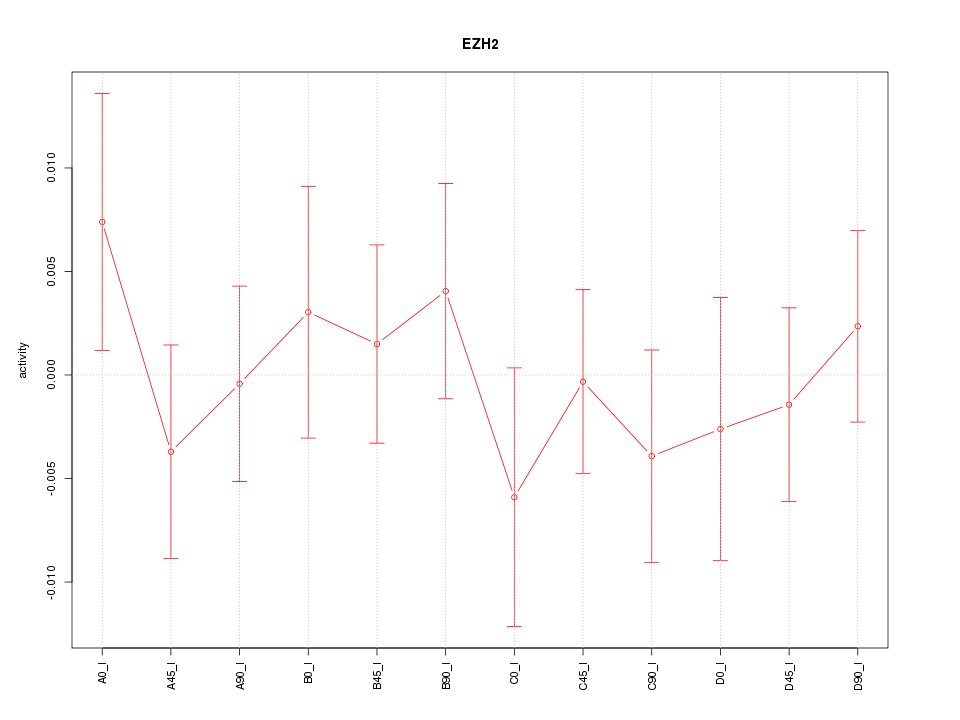 EZH2
activity
0.010
0.005
0.000
-0.005
-0.010
A0_I
A45_I
A90_I
B0_I
B45_I
B90_I
C0_I
C45_I
C90_I
D0_I
D45_I
D90_I